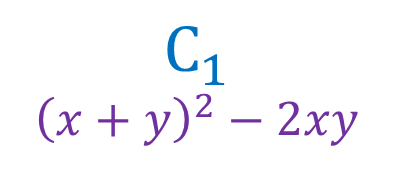 C₁
(x + y)² − 2xy